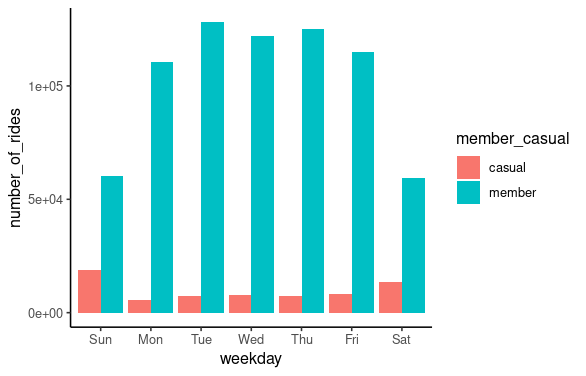 number_of_rides
1e+05
5e+04
0e+00
Sun Mon Tue Wed Thu Fri Sat
weekday
member_casual
casual
member